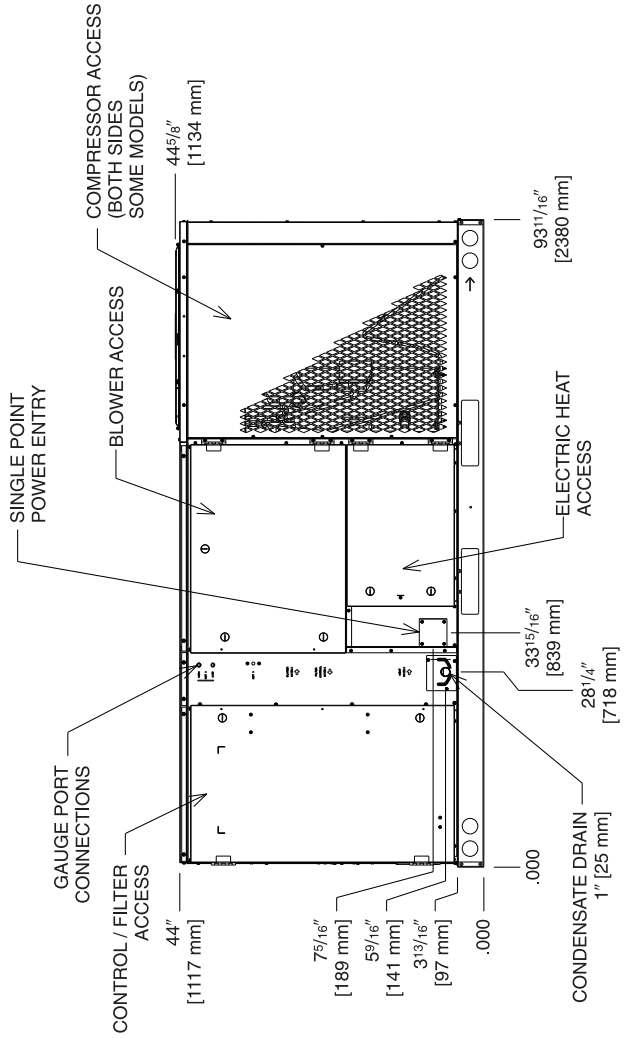 GAUGE PORT
CONNECTIONS
CONTROL / FILTER
ACCESS
SINGLE POINT
POWER ENTRY
BLOWER ACCESS
COMPRESSOR ACCESS
(BOTH SIDES
SOME MODELS)
44"
[1117 mm]
44 5/8"
[1134 mm]
7 5/16"
[189 mm]
5 9/16"
[141 mm]
3 13/16"
[97 mm]
.000
.000
CONDENSATE DRAIN
1" [25 mm]
28 1/4"
[718 mm]
33 15/16"
[839 mm]
ELECTRIC HEAT
ACCESS
93 11/16"
[2380 mm]